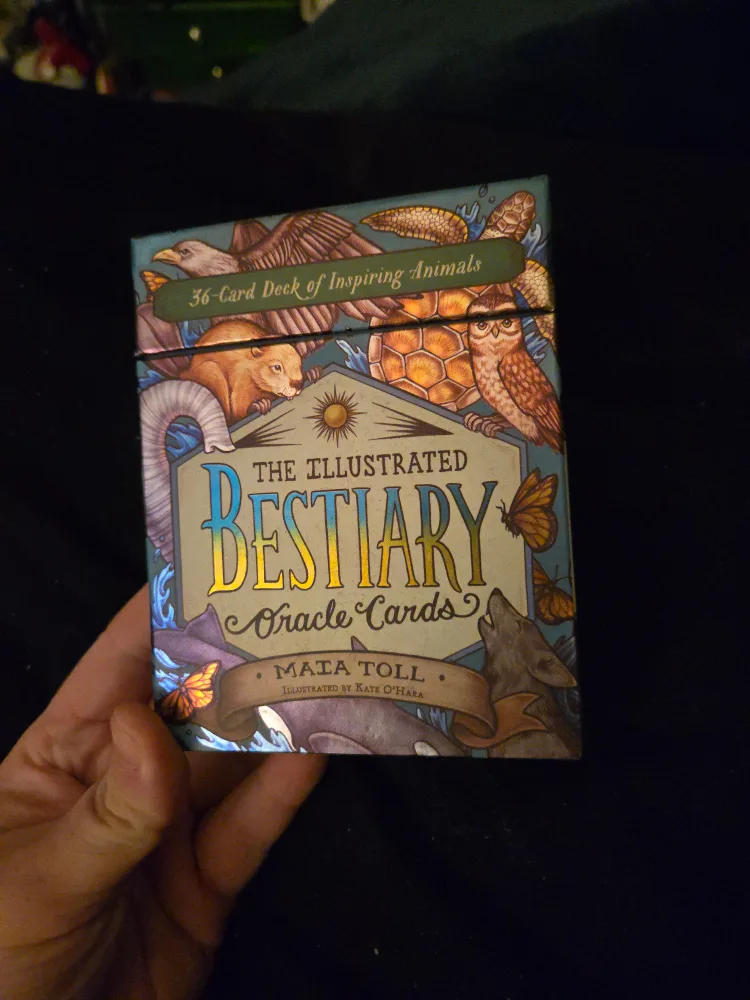 36-Card Deck of Inspiring Animals
THE ILLUSTRATED
BESTIARY
Oracle Cards
• MAIA TOLL •
ILLUSTRATED BY KATE O'HARA